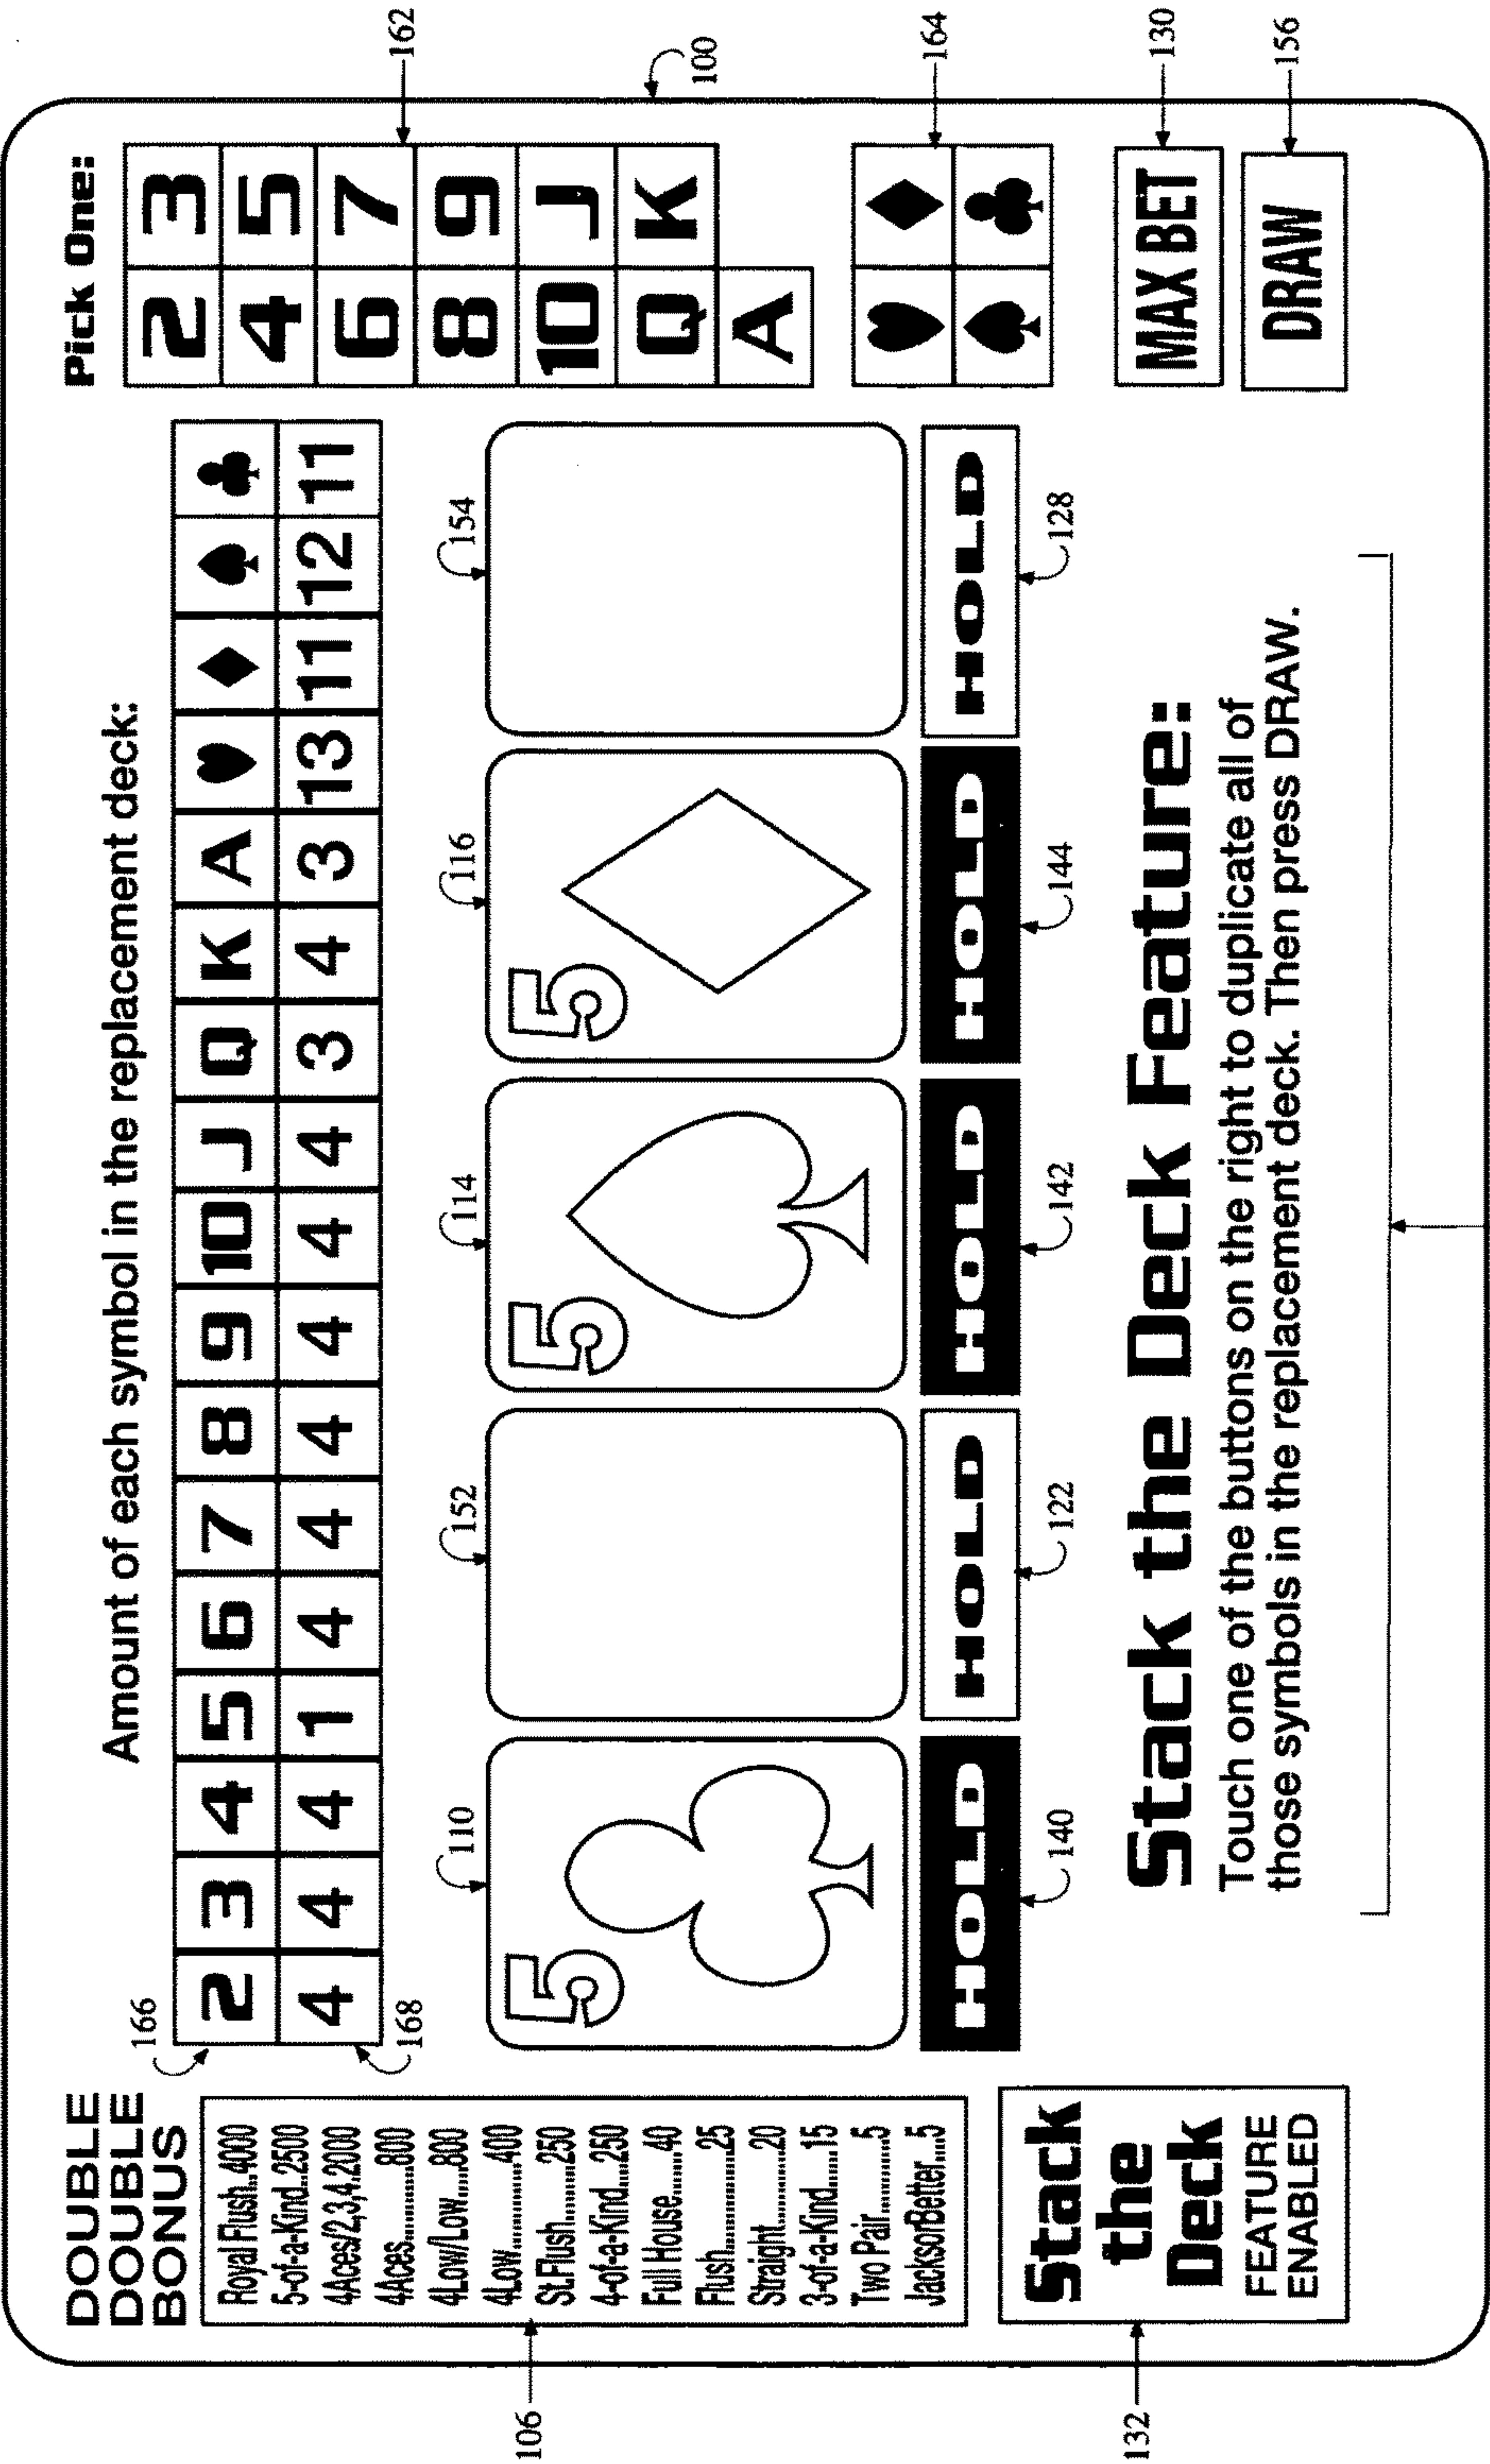 DOUBLE
DOUBLE
BONUS
Royal Flush..4000
5-of-a-Kind..2500
4Aces/2,3,4.2000
4Aces..........800
4Low/Low.....800
4Low............400
St.Flush.......250
4-of-a-Kind...250
Full House.....40
Flush............25
Straight........20
3-of-a-Kind...15
Two Pair.........5
JacksorBetter...5
106
Stack
the
Deck
FEATURE
ENABLED
132
Amount of each symbol in the replacement deck:
166
2 3 4 5 6 7 8 9 10 J Q K A ♥ ♦ ♠ ♣
4 4 4 1 4 4 4 4 4 4 3 4 3 13 11 12 11
168
110 152 114 116 154
5 5 5
HOLD HOLD HOLD HOLD HOLD
140 122 142 144 128
Stack the Deck Feature:
Touch one of the buttons on the right to duplicate all of
those symbols in the replacement deck. Then press DRAW.
Pick One:
2 3
4 5
6 7
8 9
10 J
Q K
A
162
100
♥ ♦
♠ ♣
164
MAX BET
130
DRAW
156